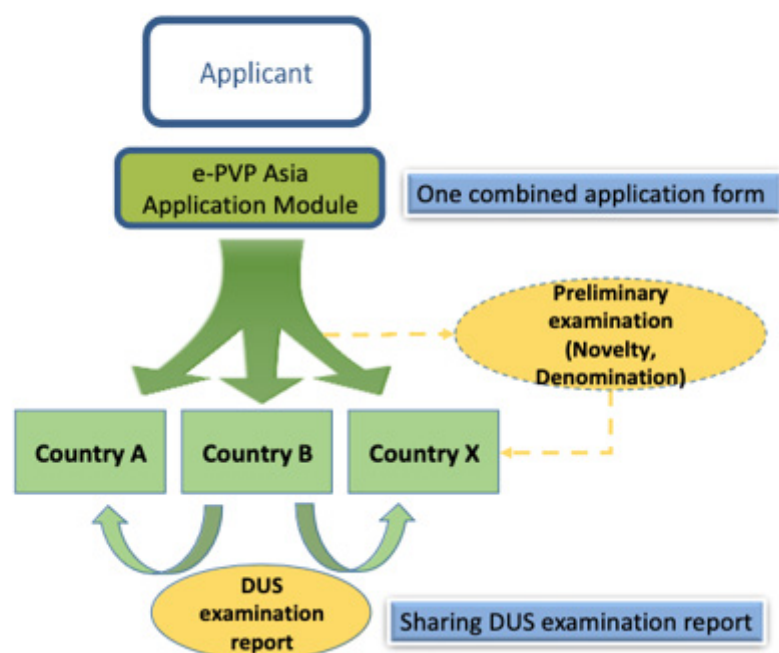 Applicant
e-PVP Asia
Application Module
One combined application form
Preliminary
examination
(Novelty,
Denomination)
Country A
Country B
Country X
DUS
examination
report
Sharing DUS examination report